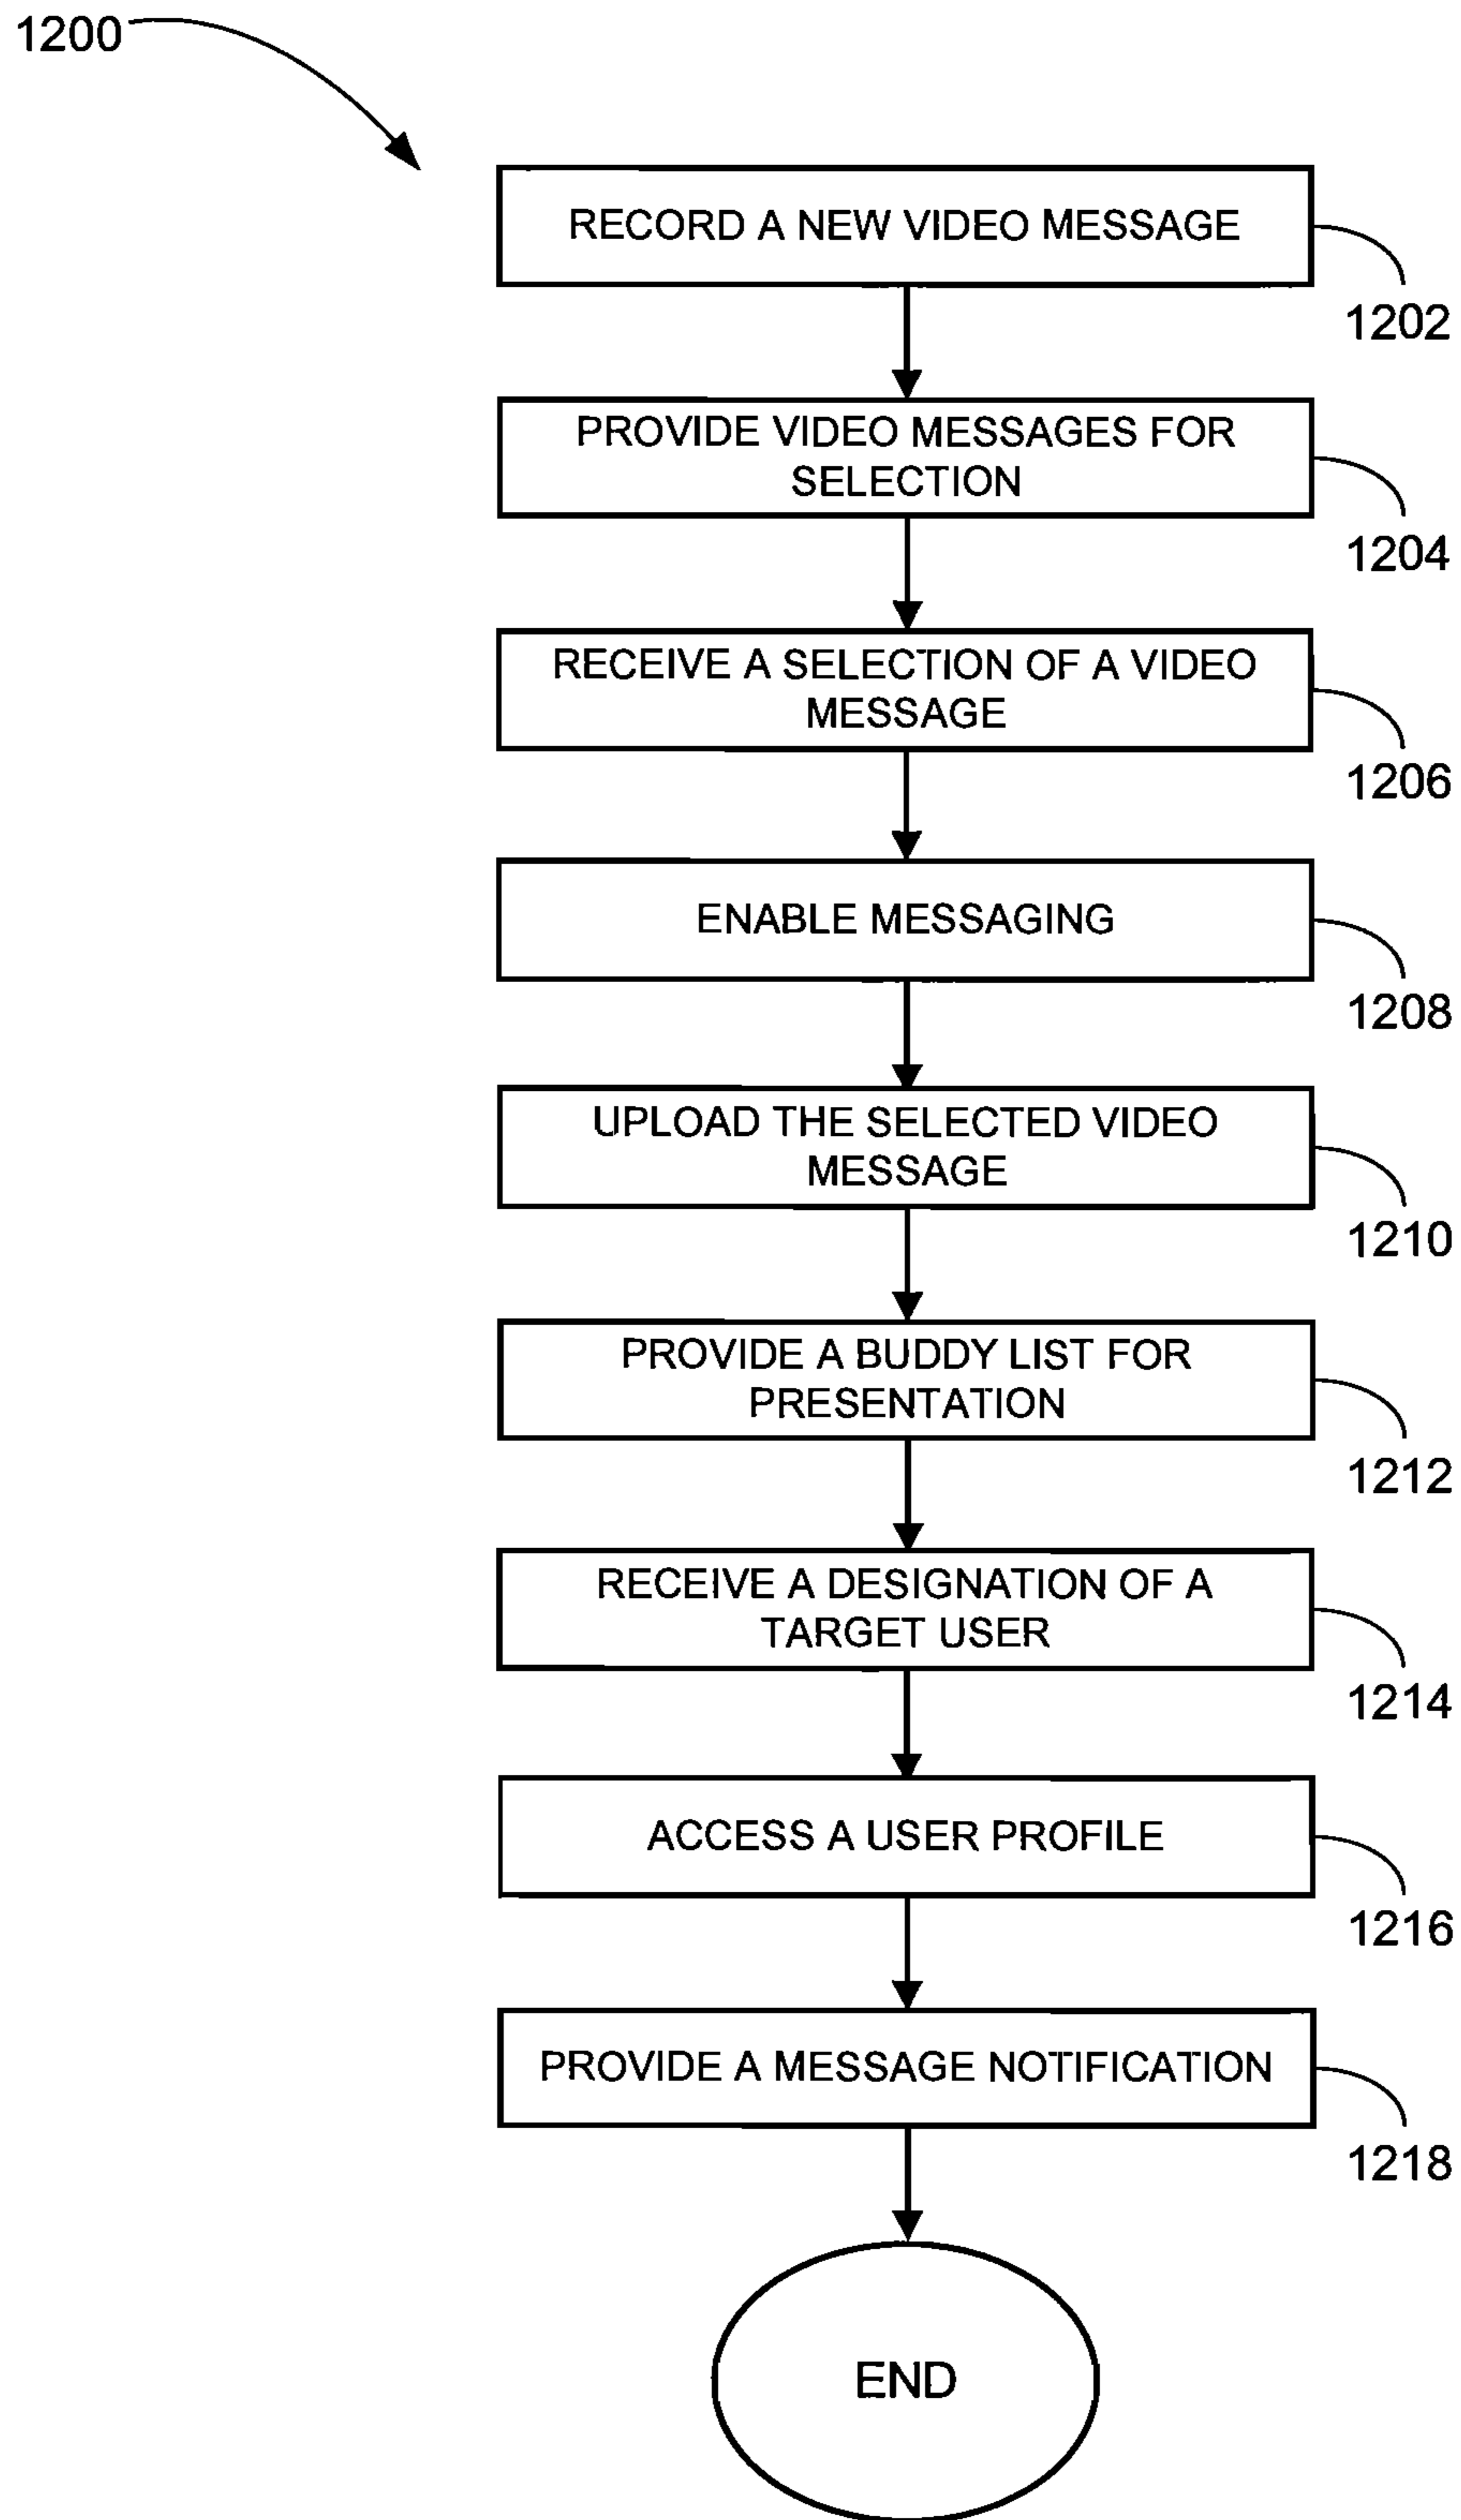 1200
RECORD A NEW VIDEO MESSAGE
1202
PROVIDE VIDEO MESSAGES FOR
SELECTION
1204
RECEIVE A SELECTION OF A VIDEO
MESSAGE
1206
ENABLE MESSAGING
1208
UPLOAD THE SELECTED VIDEO
MESSAGE
1210
PROVIDE A BUDDY LIST FOR
PRESENTATION
1212
RECEIVE A DESIGNATION OF A
TARGET USER
1214
ACCESS A USER PROFILE
1216
PROVIDE A MESSAGE NOTIFICATION
1218
END